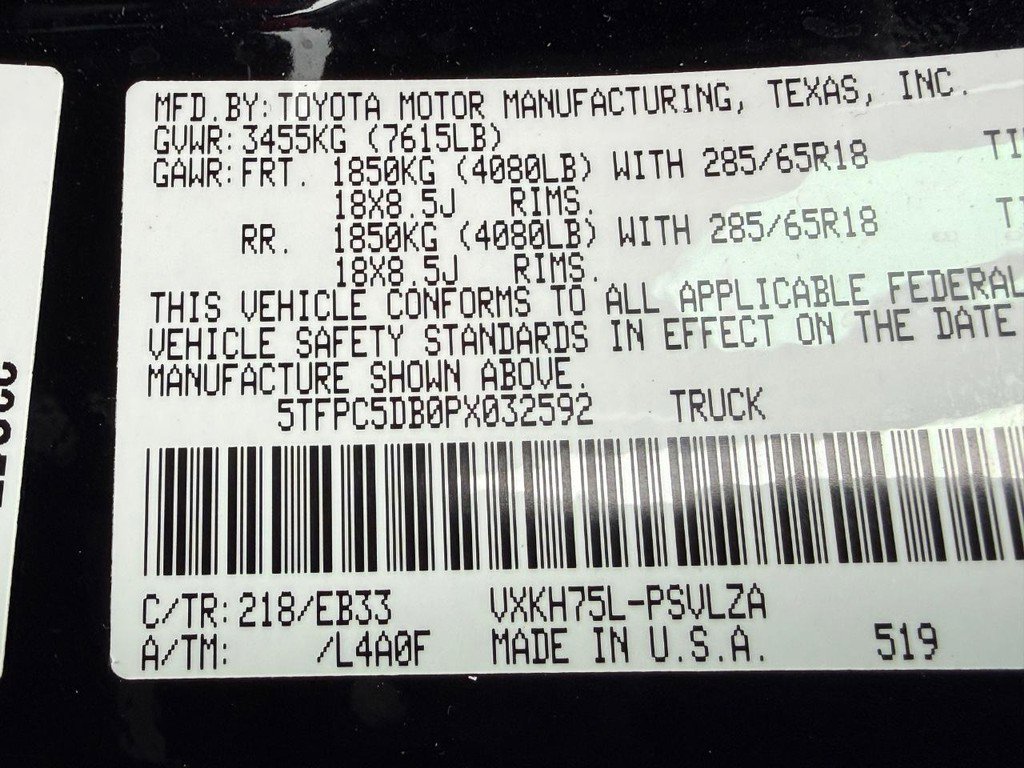 MFD.BY:TOYOTA MOTOR MANUFACTURING, TEXAS, INC.
GVWR:3455KG (7615LB)
GAWR:FRT. 1850KG (4080LB) WITH 285/65R18
18X8.5J RIMS.
RR. 1850KG (4080LB) WITH 285/65R18
18X8.5J RIMS.
THIS VEHICLE CONFORMS TO ALL APPLICABLE FEDERAL
VEHICLE SAFETY STANDARDS IN EFFECT ON THE DATE
MANUFACTURE SHOWN ABOVE.
5TFPC5DB0PX032592 TRUCK
C/TR:218/EB33 VXKH75L-PSVLZA
A/TM: /L4A0F MADE IN U.S.A. 519